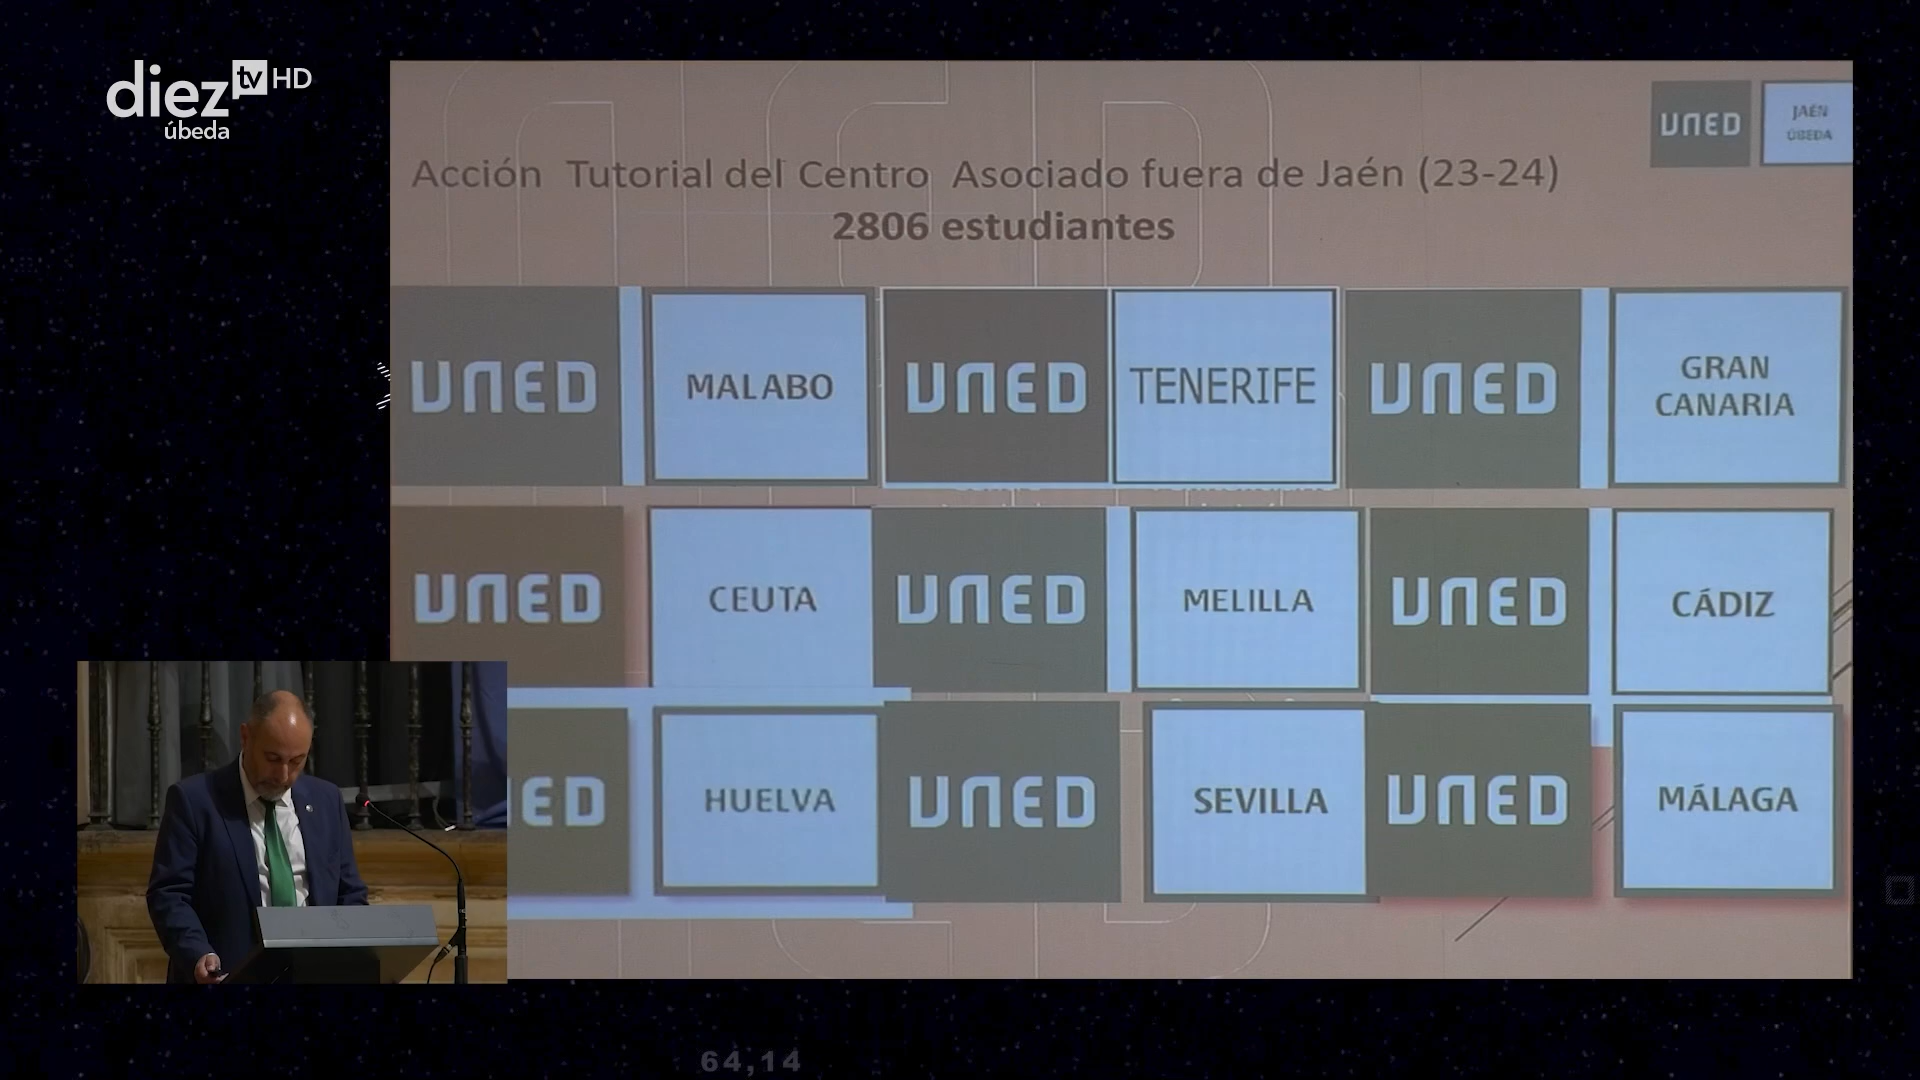 diez tv HD
úbeda
UNED
JAÉN
ÚBEDA
Acción Tutorial del Centro Asociado fuera de Jaén (23-24)
2806 estudiantes
UNED
MALABO
UNED
TENERIFE
UNED
GRAN
CANARIA
UNED
CEUTA
UNED
MELILLA
UNED
CÁDIZ
ED
HUELVA
UNED
SEVILLA
UNED
MÁLAGA
64,14